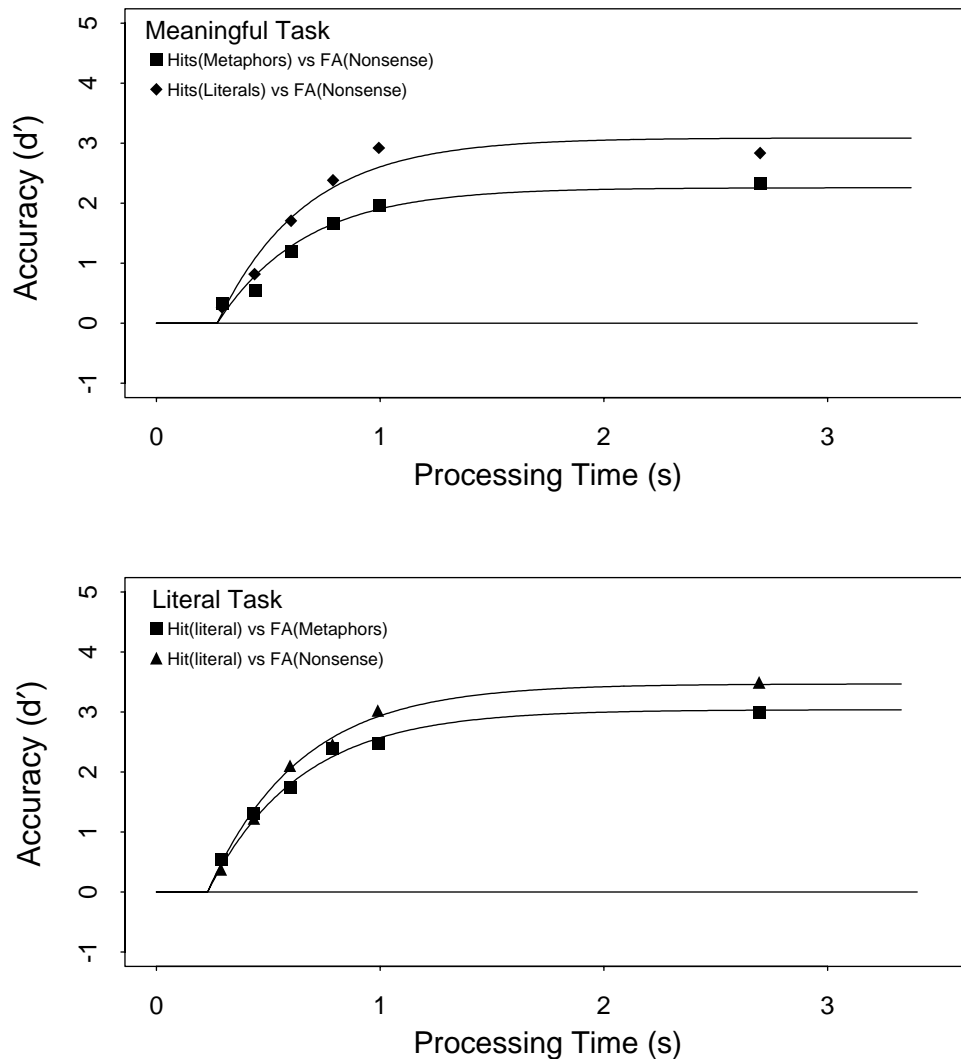 Meaningful Task
Hits(Metaphors) vs FA(Nonsense)
Hits(Literals) vs FA(Nonsense)
Accuracy (d′)
5
4
3
2
1
0
-1
0 1 2 3
Processing Time (s)
Literal Task
Hit(literal) vs FA(Metaphors)
Hit(literal) vs FA(Nonsense)
Accuracy (d′)
5
4
3
2
1
0
-1
0 1 2 3
Processing Time (s)